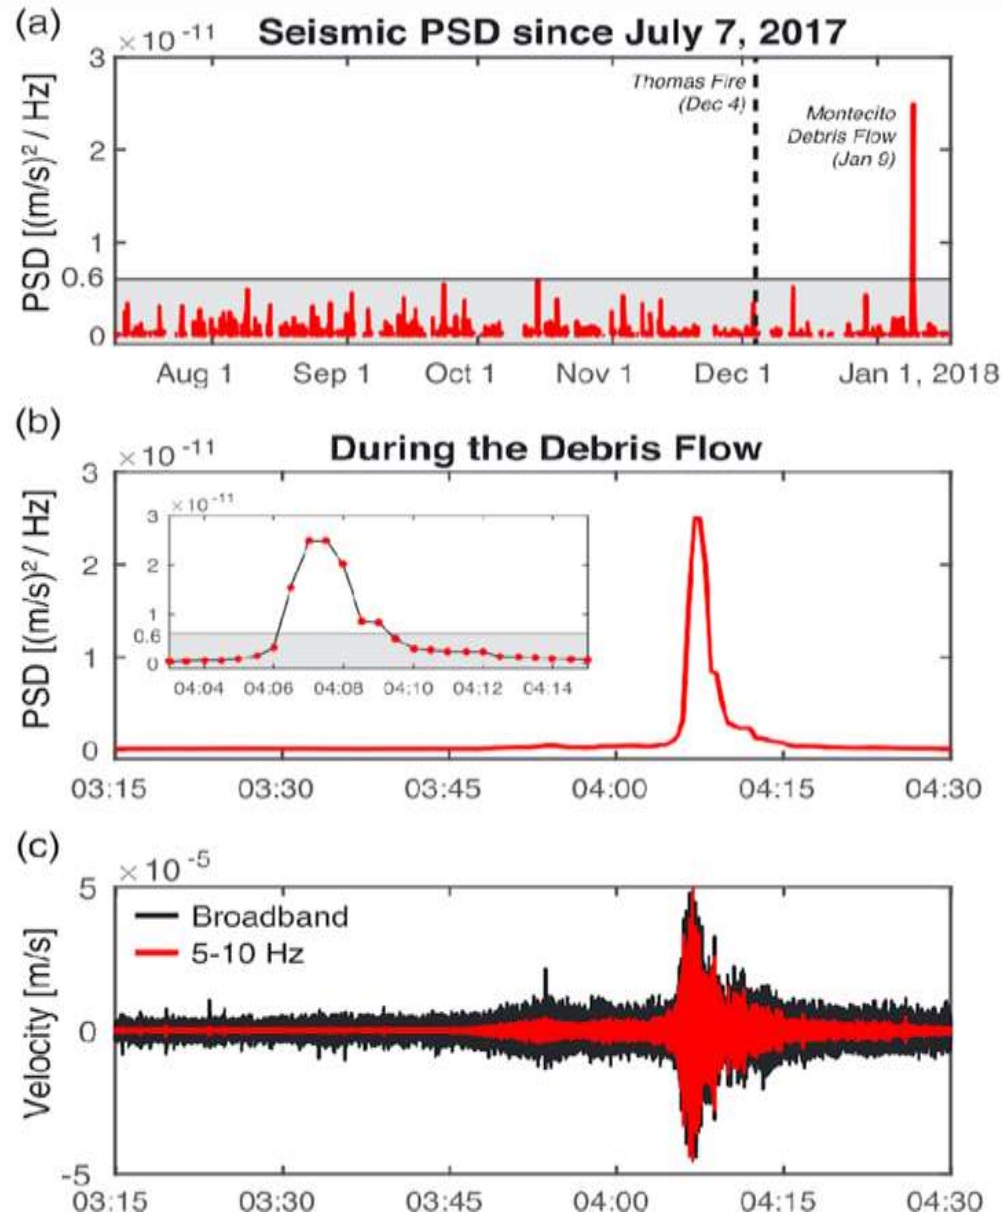 (a)
× 10 -11
Seismic PSD since July 7, 2017
PSD [(m/s)² / Hz]
3
2
1
0.6
0
Thomas Fire
(Dec 4)
Montecito
Debris Flow
(Jan 9)
Aug 1 Sep 1 Oct 1 Nov 1 Dec 1 Jan 1, 2018
(b)
× 10 -11
During the Debris Flow
PSD [(m/s)² / Hz]
3
2
1
0
× 10 -11
3
2
1
0.6
0
04:04 04:06 04:08 04:10 04:12 04:14
03:15 03:30 03:45 04:00 04:15 04:30
(c)
× 10 -5
Velocity [m/s]
5
0
-5
Broadband
5-10 Hz
03:15 03:30 03:45 04:00 04:15 04:30